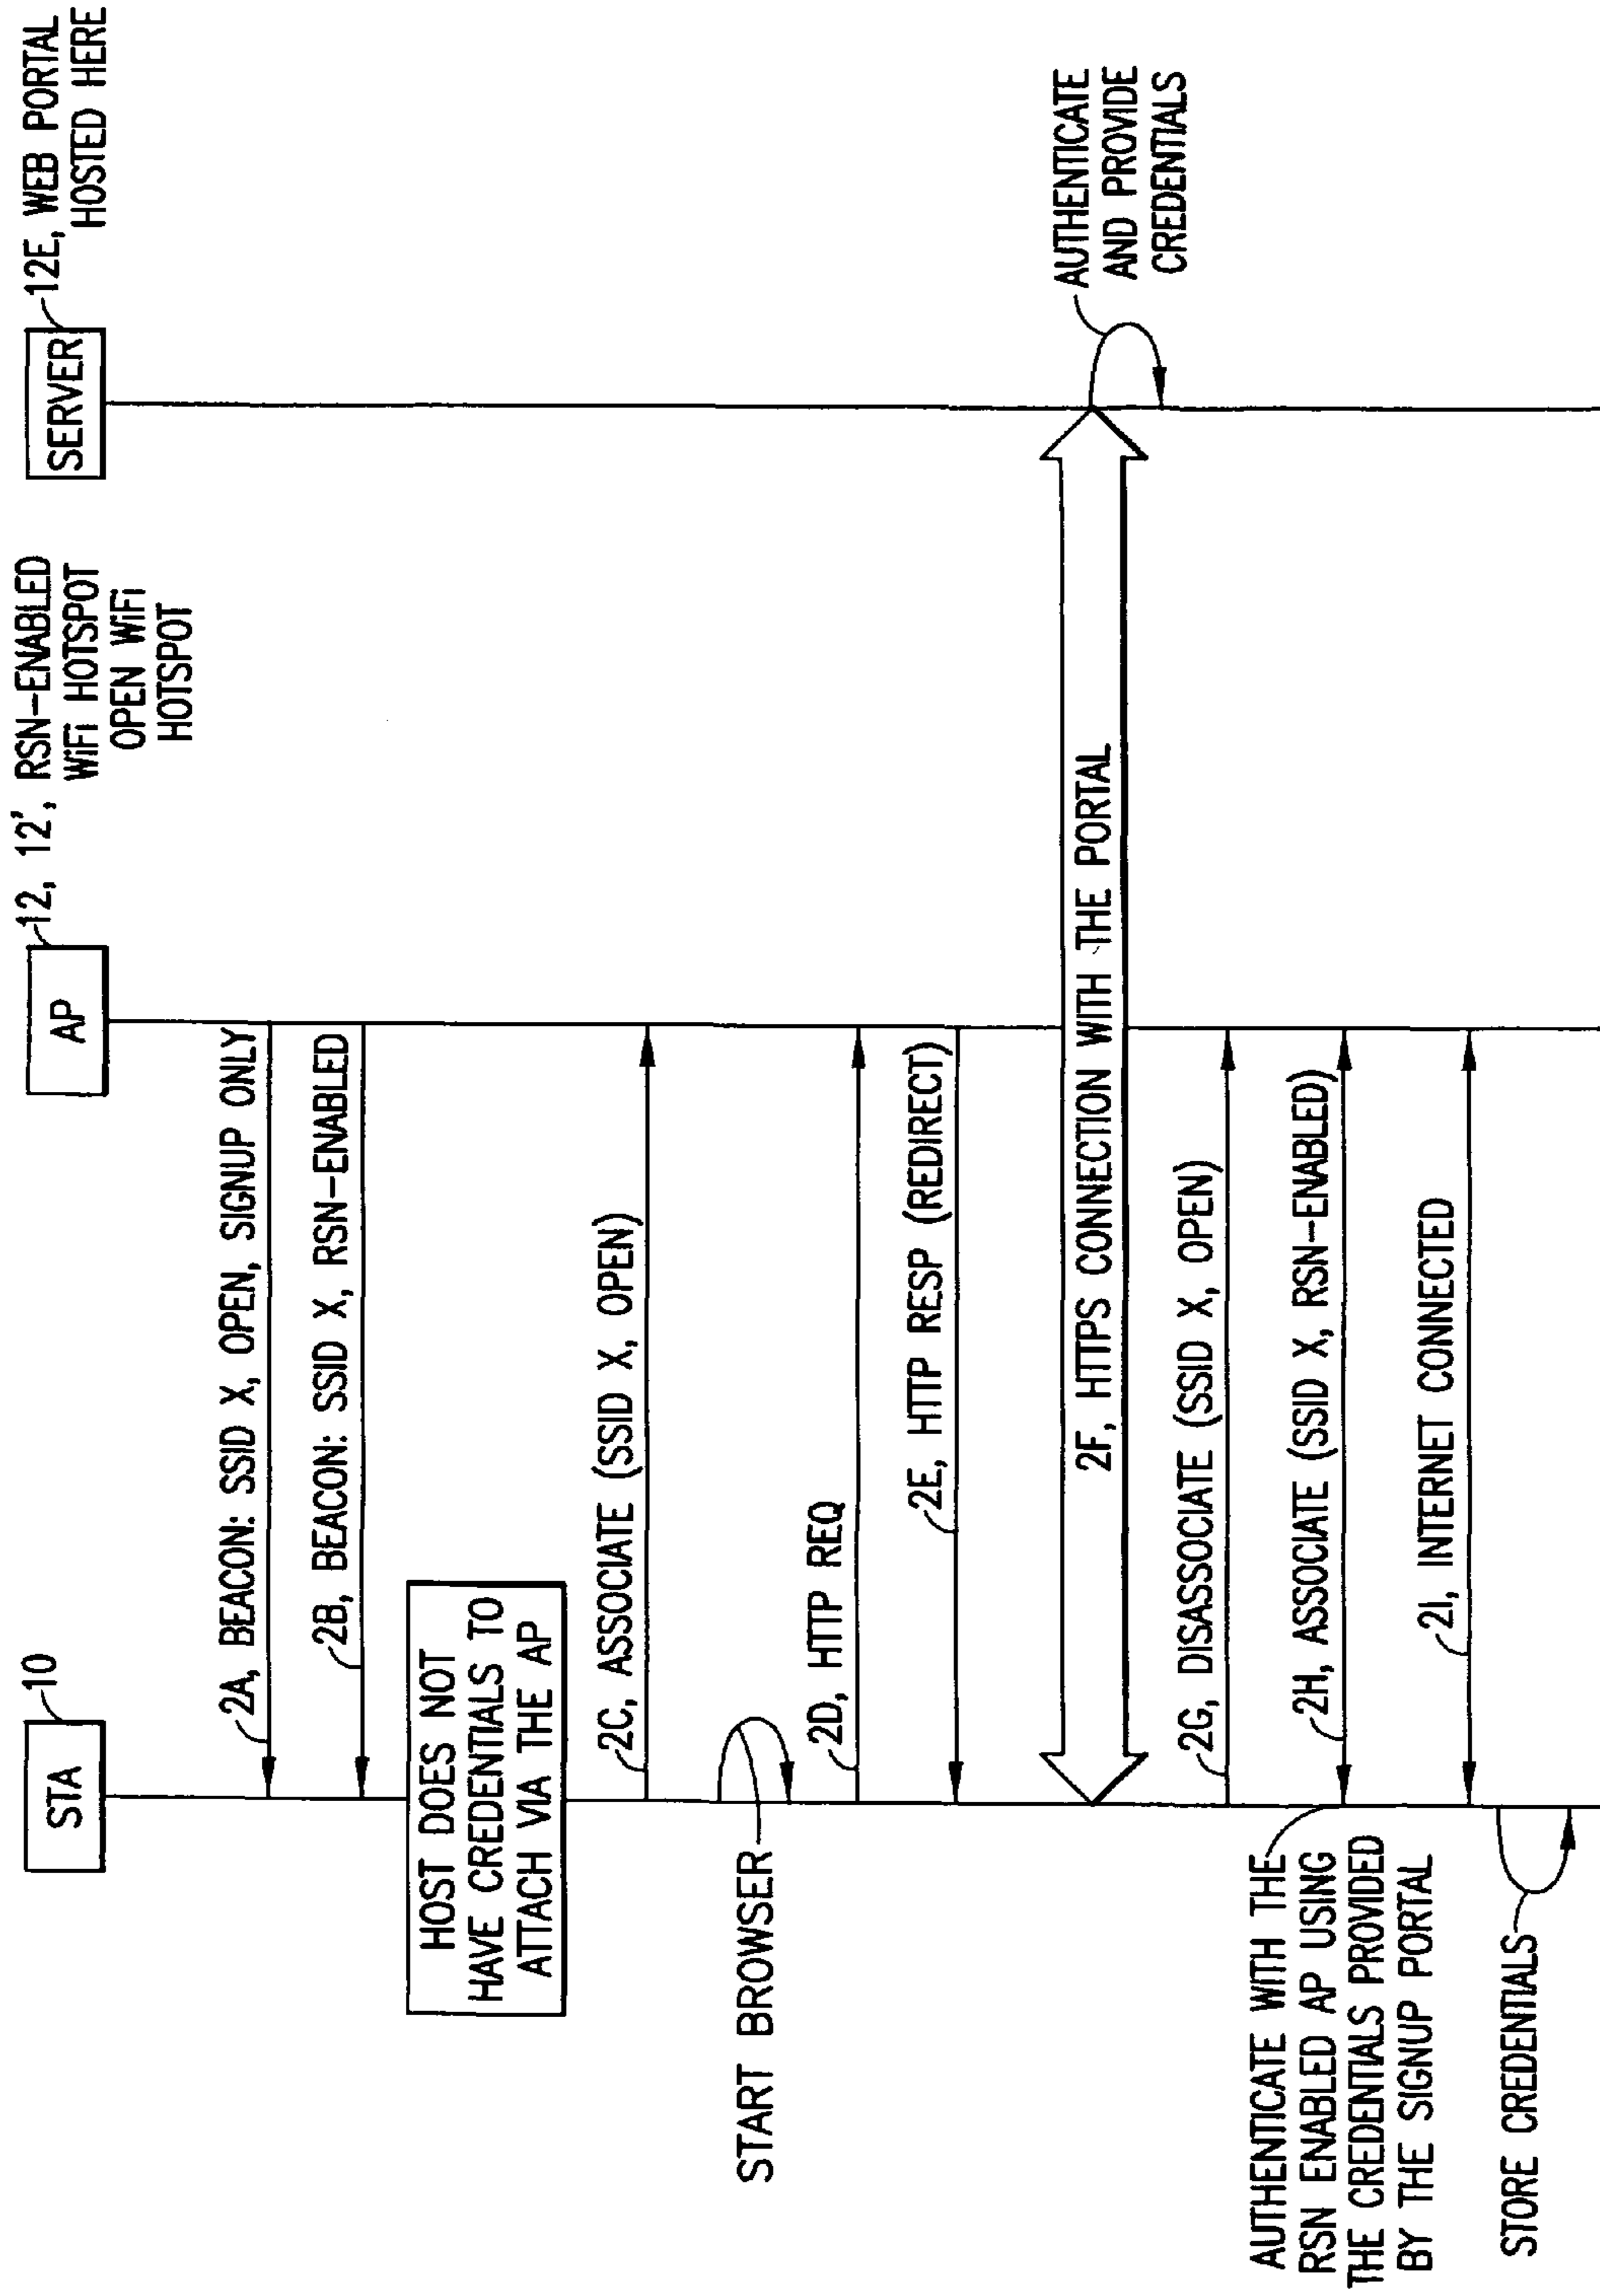 STA
10
AP
12, 12', RSN-ENABLED
WiFi HOTSPOT
OPEN WiFi
HOTSPOT
SERVER
12E, WEB PORTAL
HOSTED HERE
2A, BEACON: SSID X, OPEN, SIGNUP ONLY
2B, BEACON: SSID X, RSN-ENABLED
HOST DOES NOT
HAVE CREDENTIALS TO
ATTACH VIA THE AP
2C, ASSOCIATE (SSID X, OPEN)
START BROWSER
2D, HTTP REQ
2E, HTTP RESP (REDIRECT)
2F, HTTPS CONNECTION WITH THE PORTAL
AUTHENTICATE
AND PROVIDE
CREDENTIALS
2G, DISASSOCIATE (SSID X, OPEN)
2H, ASSOCIATE (SSID X, RSN-ENABLED)
AUTHENTICATE WITH THE
RSN ENABLED AP USING
THE CREDENTIALS PROVIDED
BY THE SIGNUP PORTAL
2I, INTERNET CONNECTED
STORE CREDENTIALS